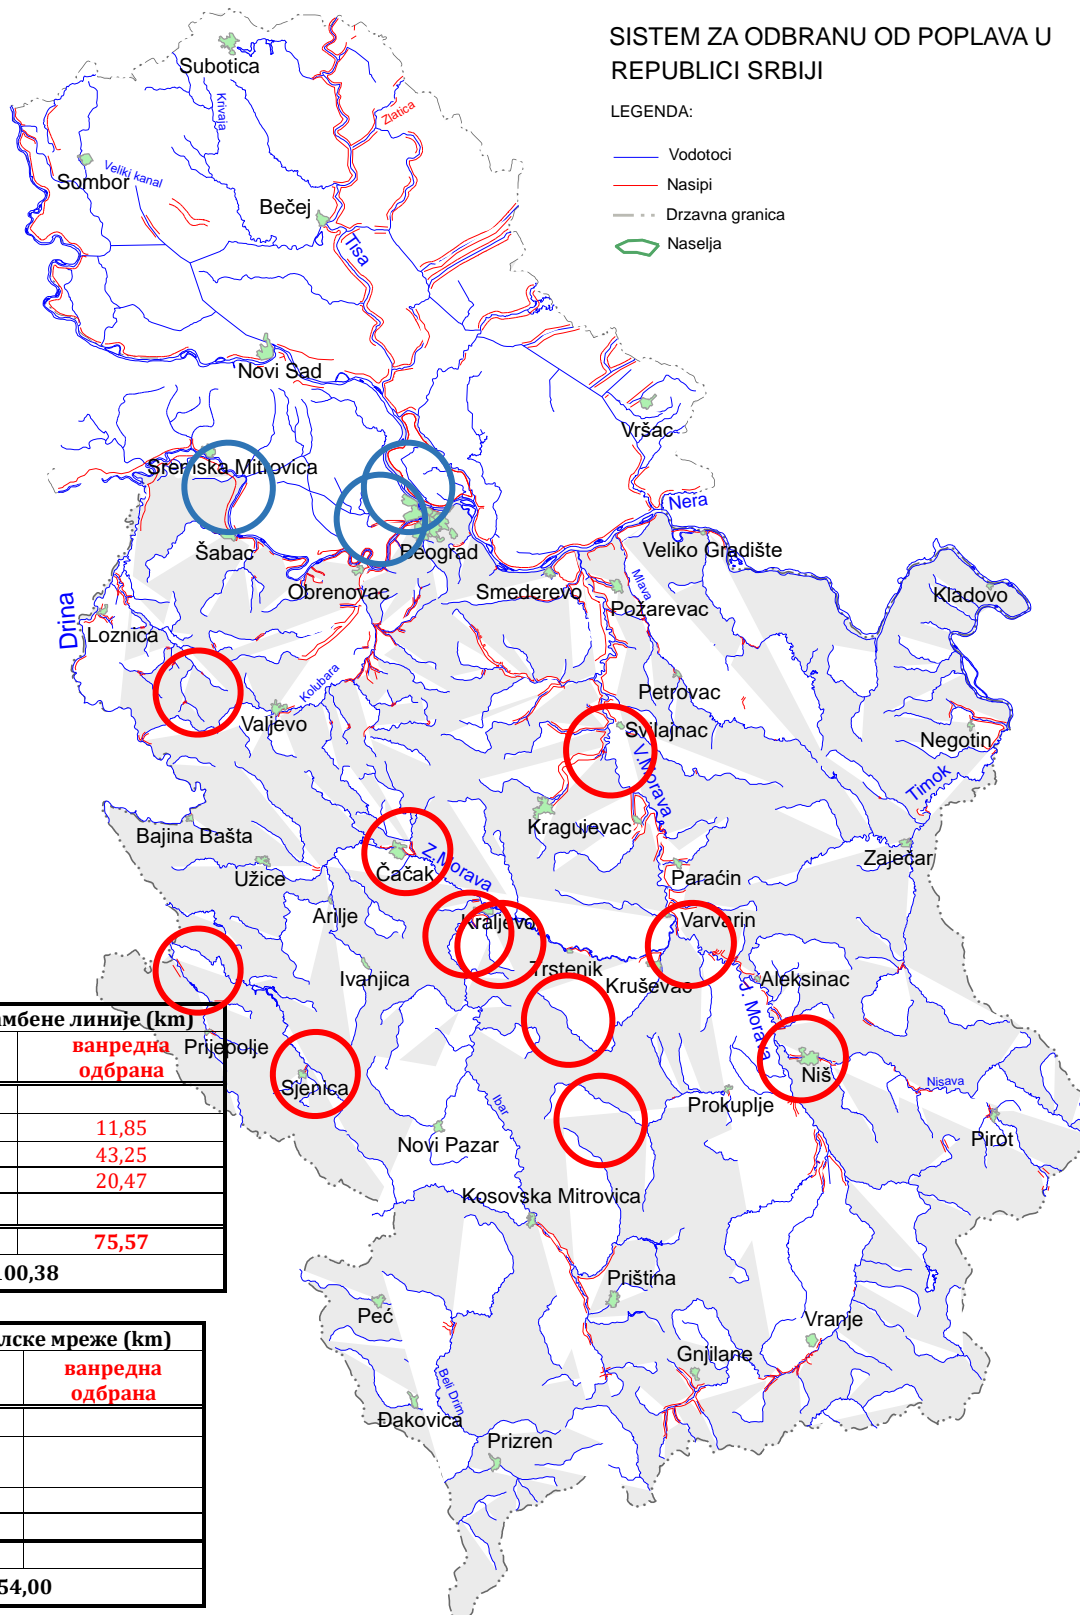 SISTEM ZA ODBRANU OD POPLAVA U
REPUBLICI SRBIJI
LEGENDA:
Vodotoci
Nasipi
Drzavna granica
Naselja
Subotica
Krivaja
Zlatica
Sombor
Veliki kanal
Bečej
Tisa
Novi Sad
Vršac
Sremska Mitrovica
Nera
Šabac
Beograd
Veliko Gradište
Obrenovac
Smederevo
Mlava
Požarevac
Kladovo
Drina
Loznica
Kolubara
Petrovac
Valjevo
Svilajnac
Negotin
V.Morava
Timok
Bajina Bašta
Kragujevac
Užice
Čačak
Z.Morava
Zaječar
Paraćin
Arilje
Kraljevo
Varvarin
Ivanjica
Trstenik
Kruševac
Aleksinac
J. Morava
Prijepolje
Sjenica
Niš
Nisava
Ibar
Prokuplje
Pirot
Novi Pazar
Kosovska Mitrovica
Priština
Peć
Vranje
Gnjilane
Beli Drim
Đakovica
Prizren
мбене линије (km)
ванредна
одбрана
11,85
43,25
20,47
75,57
00,38
лске мреже (km)
ванредна
одбрана
54,00